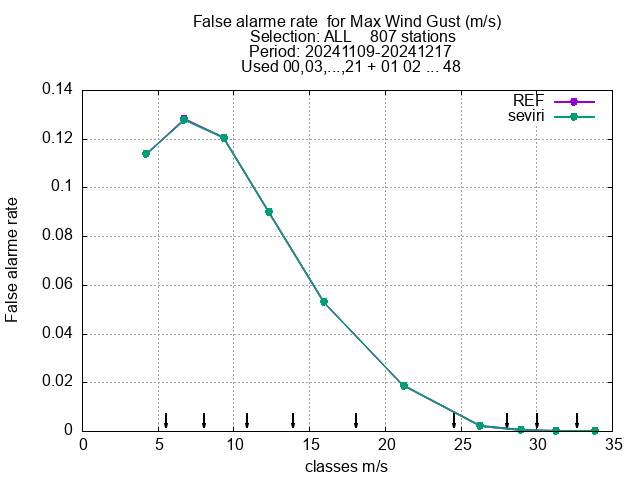 False alarme rate  for Max Wind Gust (m/s)
Selection: ALL    807 stations
Period: 20241109-20241217
Used 00,03,...,21 + 01 02 ... 48
REF
seviri
0.14
0.12
0.1
0.08
0.06
0.04
0.02
0
False alarme rate
0 5 10 15 20 25 30 35
classes m/s